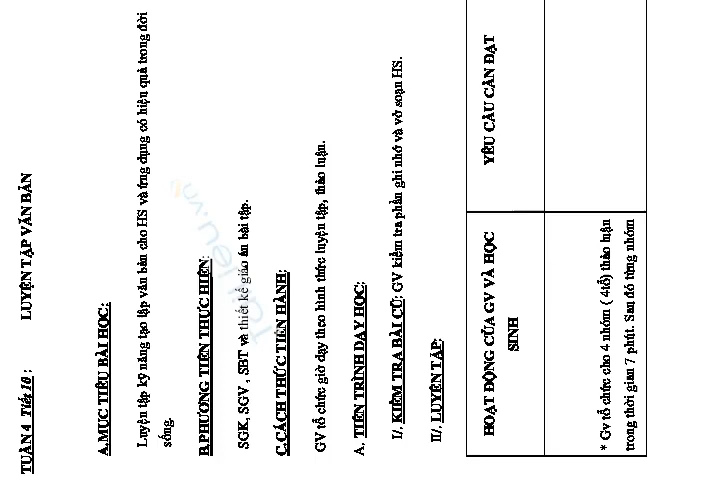 TUẦN 4 Tiết 10 : LUYỆN TẬP VĂN BẢN
A.MỤC TIÊU BÀI HỌC:
Luyện tập kỹ năng tạo lập văn bản cho HS và ứng dụng có hiệu quả trong đời
sống.
B.PHƯƠNG TIỆN THỰC HIỆN:
SGK, SGV , SBT và thiết kế giáo án bài tập.
C.CÁCH THỨC TIẾN HÀNH:
GV tổ chức giờ dạy theo hình thức luyện tập, thảo luận.
A. TIẾN TRÌNH DẠY HỌC:
I/. KIỂM TRA BÀI CŨ: GV kiểm tra phần ghi nhớ và vở soạn HS.
II/. LUYỆN TẬP:
HOẠT ĐỘNG CỦA GV VÀ HỌC
SINH
YÊU CẦU CẦN ĐẠT
* Gv tổ chức cho 4 nhóm ( 4tổ) thảo luận
trong thời gian 7 phút. Sau đó từng nhóm
TaiLieu.vn